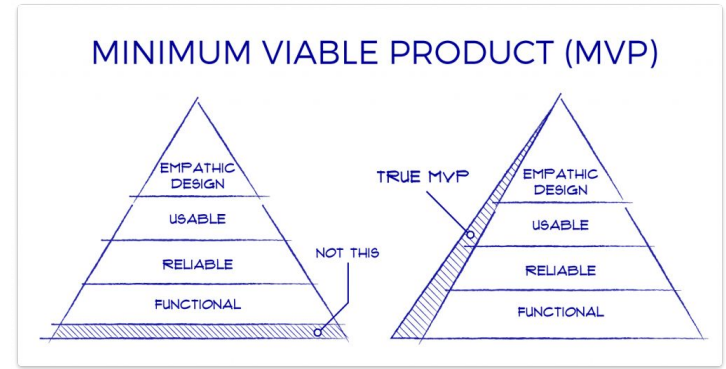 MINIMUM VIABLE PRODUCT (MVP)
EMPATHIC
DESIGN
USABLE
RELIABLE
FUNCTIONAL
NOT THIS
TRUE MVP
EMPATHIC
DESIGN
USABLE
RELIABLE
FUNCTIONAL